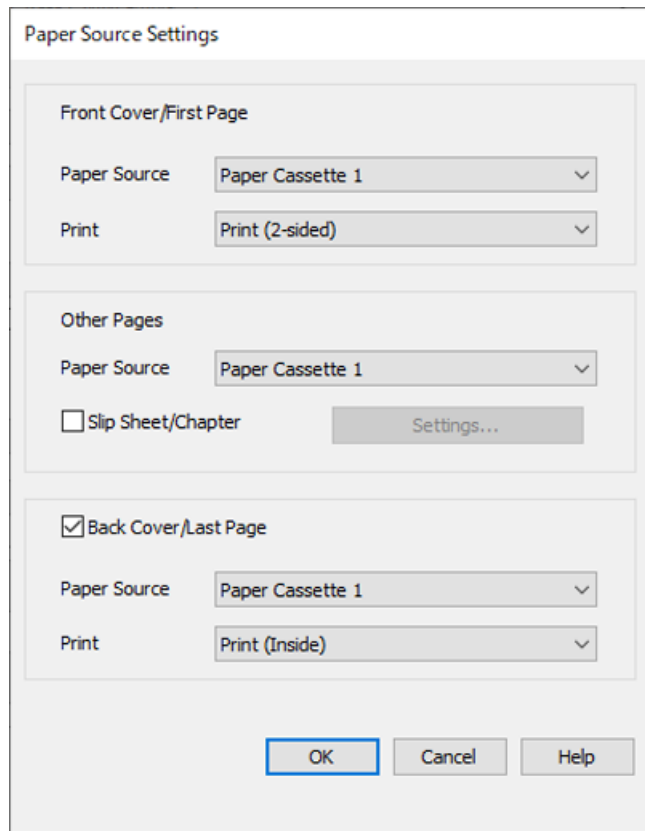 Paper Source Settings
Front Cover/First Page
Paper Source Paper Cassette 1
Print Print (2-sided)
Other Pages
Paper Source Paper Cassette 1
Slip Sheet/Chapter Settings...
Back Cover/Last Page
Paper Source Paper Cassette 1
Print Print (Inside)
OK Cancel Help